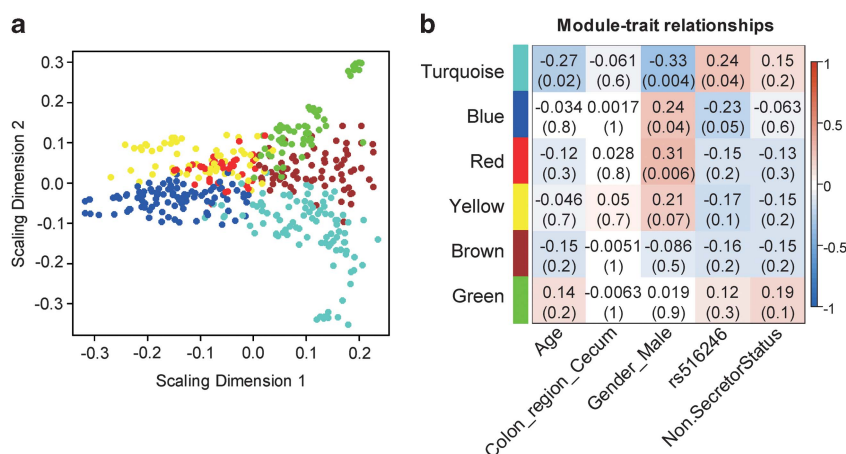 a
0.3
0.2
0.1
0.0
-0.1
-0.2
-0.3
Scaling Dimension 2
-0.3
-0.2
-0.1
0.0
0.1
0.2
Scaling Dimension 1
b
Module-trait relationships
Turquoise
-0.27 -0.061 -0.33 0.24 0.15
(0.02) (0.6) (0.004) (0.04) (0.2)
Blue
-0.034 0.0017 0.24 -0.23 -0.063
(0.8) (1) (0.04) (0.05) (0.6)
Red
-0.12 0.028 0.31 -0.15 -0.13
(0.3) (0.8) (0.006) (0.2) (0.3)
Yellow
-0.046 0.05 0.21 -0.17 -0.15
(0.7) (0.7) (0.07) (0.1) (0.2)
Brown
-0.15 -0.0051 -0.086 -0.16 -0.15
(0.2) (1) (0.5) (0.2) (0.2)
Green
0.14 -0.0063 0.019 0.12 0.19
(0.2) (1) (0.9) (0.3) (0.1)
Age
Colon_region_Cecum
Gender_Male
rs516246
Non.SecretorStatus
1
0.5
0
-0.5
-1